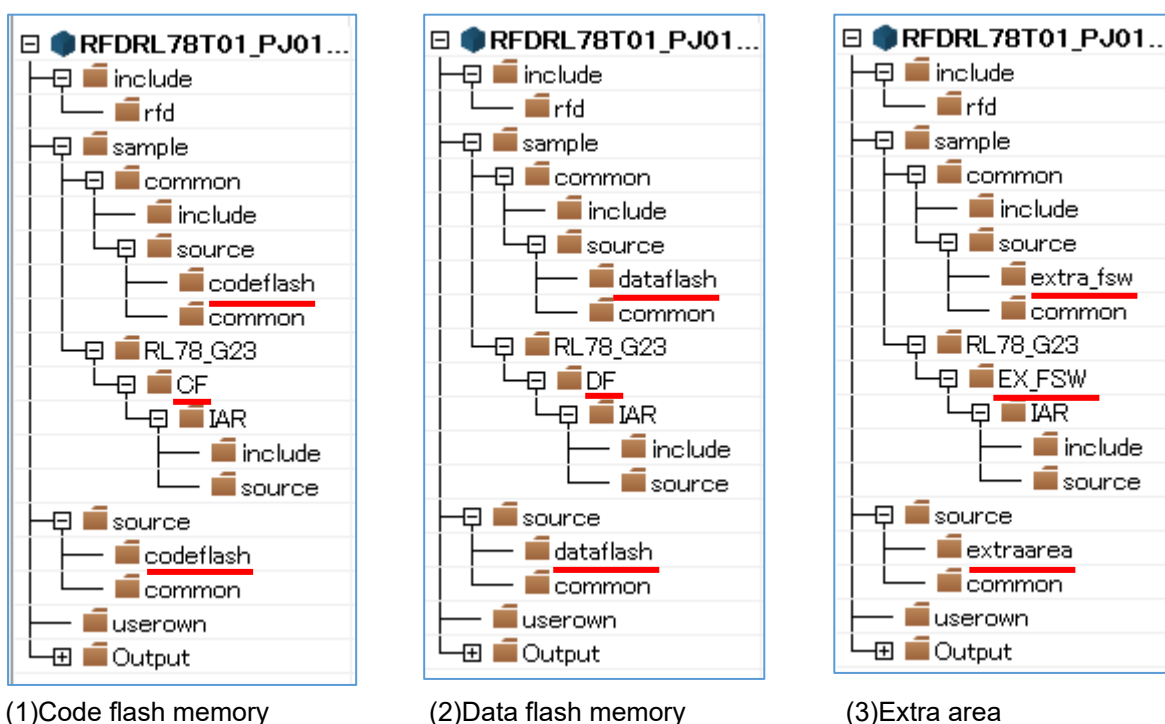 RFDRL78T01_PJ01...
include
rfd
sample
common
include
source
codeflash
common
RL78_G23
CF
IAR
include
source
source
codeflash
common
userown
Output
(1)Code flash memory
RFDRL78T01_PJ01...
include
rfd
sample
common
include
source
dataflash
common
RL78_G23
DF
IAR
include
source
source
dataflash
common
userown
Output
(2)Data flash memory
RFDRL78T01_PJ01...
include
rfd
sample
common
include
source
extra_fsw
common
RL78_G23
EX_FSW
IAR
include
source
source
extraarea
common
userown
Output
(3)Extra area